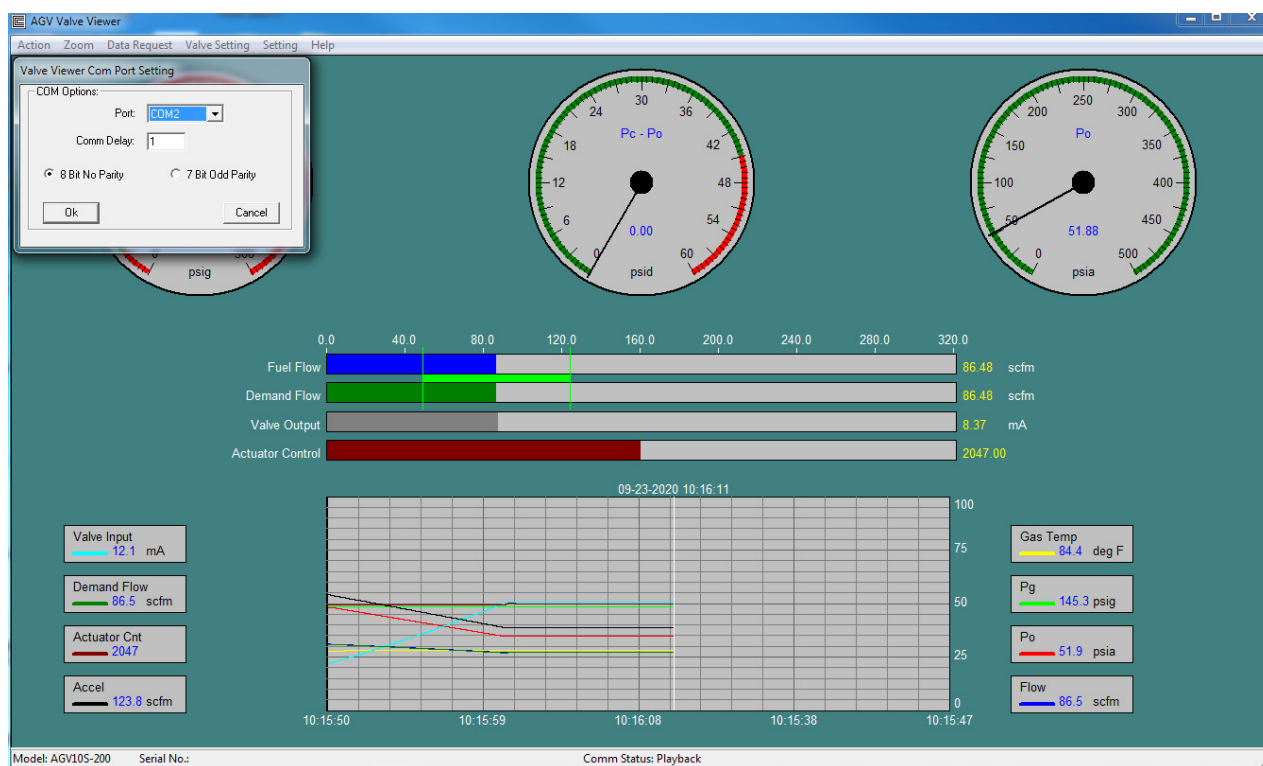 AGV Valve Viewer
Action Zoom Data Request Valve Setting Setting Help
Valve Viewer Com Port Setting
COM Options:
Port: COM2
Comm Delay: 1
8 Bit No Parity 7 Bit Odd Parity
Ok Cancel
psig
0 6 12 18 24 30 36 42 48 54 60
Pc - Po
0.00
psid
0 50 100 150 200 250 300 350 400 450 500
Po
51.88
psia
0.0 40.0 80.0 120.0 160.0 200.0 240.0 280.0 320.0
Fuel Flow 86.48 scfm
Demand Flow 86.48 scfm
Valve Output 8.37 mA
Actuator Control 2047.00
09-23-2020 10:16:11
100
75
50
25
0
10:15:50 10:15:59 10:16:08 10:15:38 10:15:47
Valve Input
12.1 mA
Demand Flow
86.5 scfm
Actuator Cnt
2047
Accel
123.8 scfm
Gas Temp
84.4 deg F
Pg
145.3 psig
Po
51.9 psia
Flow
86.5 scfm
Model: AGV10S-200 Serial No.: Comm Status: Playback